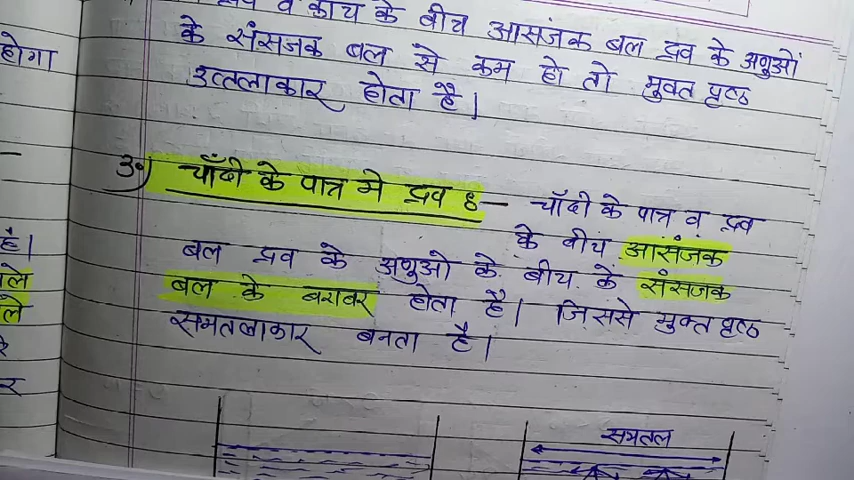 होगा
द्रव व काँच के बीच आसंजक बल द्रव के अणुओं
के संसजक बल से कम हो तो मुक्त पृष्ठ
उत्तलाकार होता है।
3.) चाँदी के पात्र मे द्रव :- चाँदी के पात्र व द्रव
के बीच आसंजक
बल द्रव के अणुओ के बीच के संसजक
बल के बराबर होता है। जिससे मुक्त पृष्ठ
समतलाकार बनता है।
है।
समतल